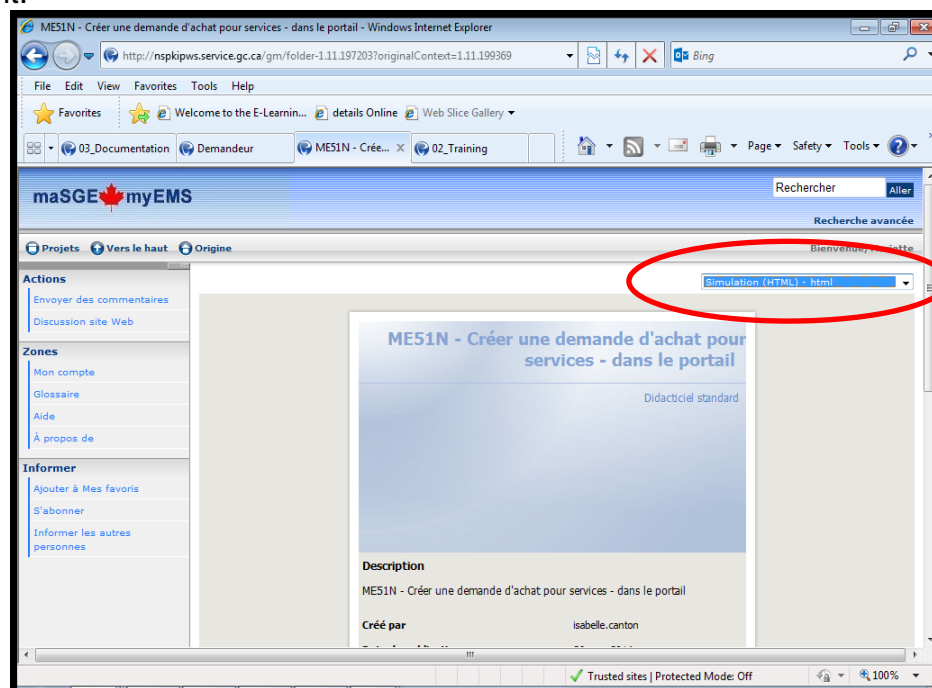 it.
ME51N - Créer une demande d'achat pour services - dans le portail - Windows Internet Explorer
http://nspkipws.service.gc.ca/gm/folder-1.11.197203?originalContext=1.11.199369
Bing
File Edit View Favorites Tools Help
Favorites Welcome to the E-Learnin... details Online Web Slice Gallery
03_Documentation Demandeur ME51N - Crée... X 02_Training Page Safety Tools
maSGE myEMS
Rechercher Aller
Recherche avancée
Projets Vers le haut Origine Bienvenue,
Actions
Envoyer des commentaires
Discussion site Web
Zones
Mon compte
Glossaire
Aide
À propos de
Informer
Ajouter à Mes favoris
S'abonner
Informer les autres
personnes
Simulation (HTML) - html
ME51N - Créer une demande d'achat pour
services - dans le portail
Didacticiel standard
Description
ME51N - Créer une demande d'achat pour services - dans le portail
Créé par isabelle.canton
Trusted sites | Protected Mode: Off 100%